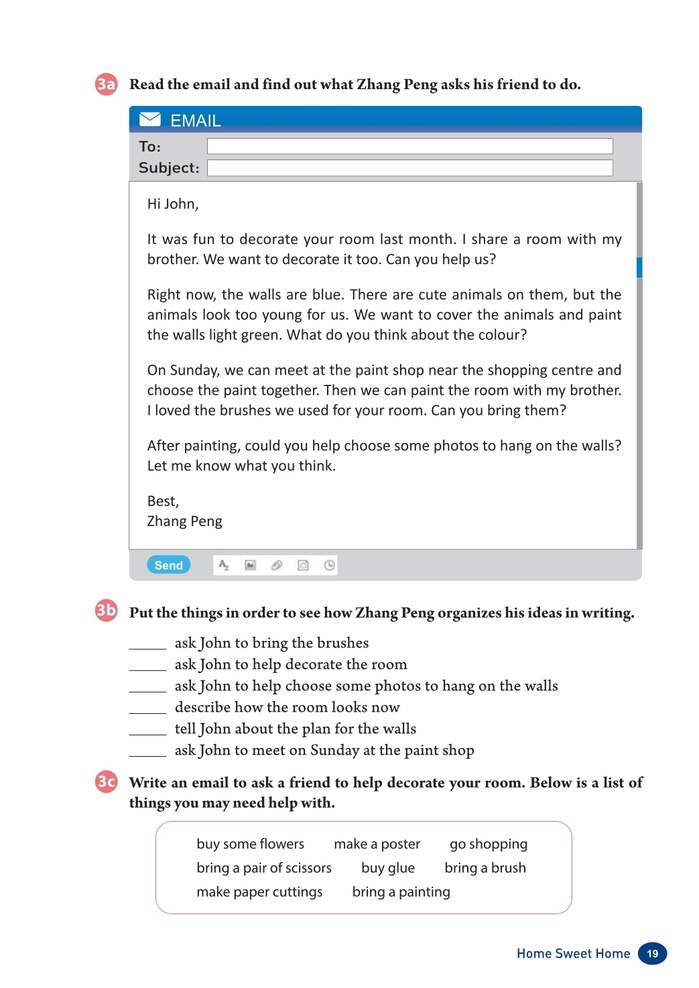 3a Read the email and find out what Zhang Peng asks his friend to do.
EMAIL
To:
Subject:
Hi John,
It was fun to decorate your room last month. I share a room with my
brother. We want to decorate it too. Can you help us?
Right now, the walls are blue. There are cute animals on them, but the
animals look too young for us. We want to cover the animals and paint
the walls light green. What do you think about the colour?
On Sunday, we can meet at the paint shop near the shopping centre and
choose the paint together. Then we can paint the room with my brother.
I loved the brushes we used for your room. Can you bring them?
After painting, could you help choose some photos to hang on the walls?
Let me know what you think.
Best,
Zhang Peng
Send
3b Put the things in order to see how Zhang Peng organizes his ideas in writing.
_____ ask John to bring the brushes
_____ ask John to help decorate the room
_____ ask John to help choose some photos to hang on the walls
_____ describe how the room looks now
_____ tell John about the plan for the walls
_____ ask John to meet on Sunday at the paint shop
3c Write an email to ask a friend to help decorate your room. Below is a list of
things you may need help with.
buy some flowers make a poster go shopping
bring a pair of scissors buy glue bring a brush
make paper cuttings bring a painting
Home Sweet Home 19